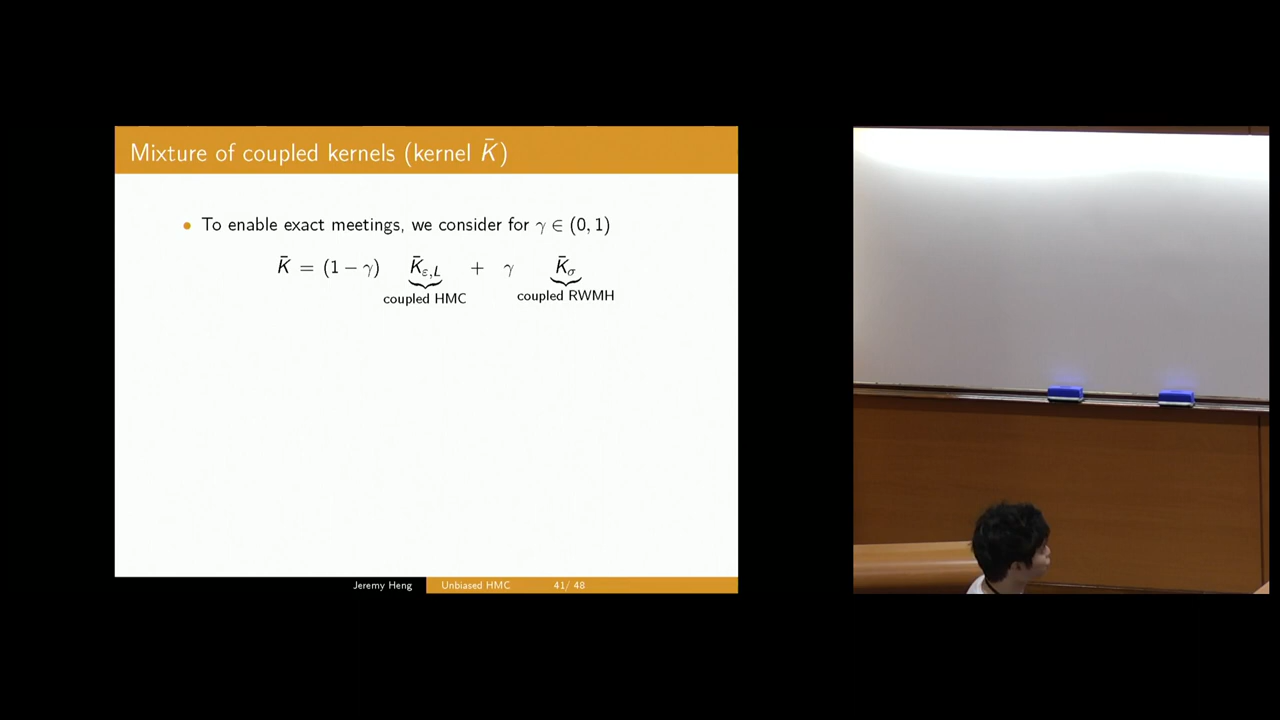 Mixture of coupled kernels (kernel K̄)
• To enable exact meetings, we consider for γ ∈ (0, 1)
K̄ = (1 − γ) K̄_{ε,L} + γ K̄_σ
coupled HMC coupled RWMH
Jeremy Heng Unbiased HMC 41/ 48